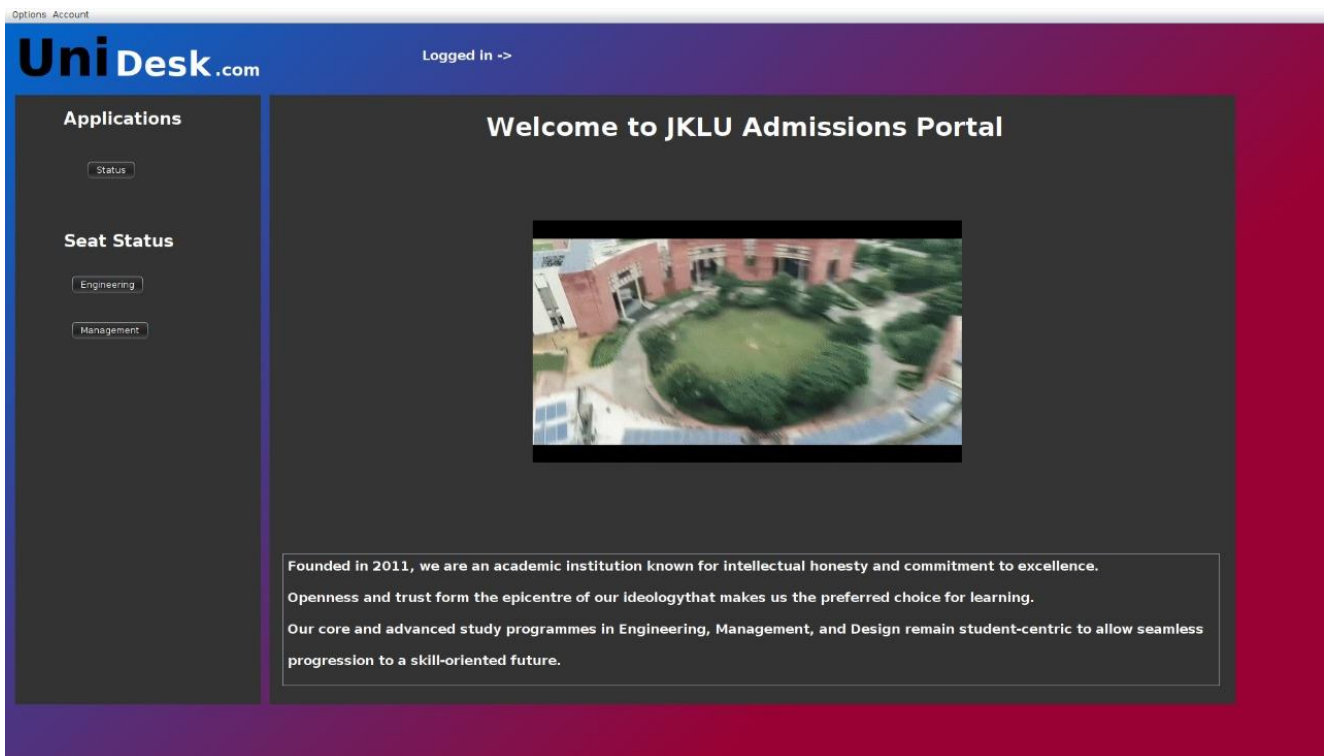 Options Account
Uni Desk .com
Logged in ->
Applications
Status
Seat Status
Engineering
Management
Welcome to JKLU Admissions Portal
Founded in 2011, we are an academic institution known for intellectual honesty and commitment to excellence.
Openness and trust form the epicentre of our ideologythat makes us the preferred choice for learning.
Our core and advanced study programmes in Engineering, Management, and Design remain student-centric to allow seamless
progression to a skill-oriented future.